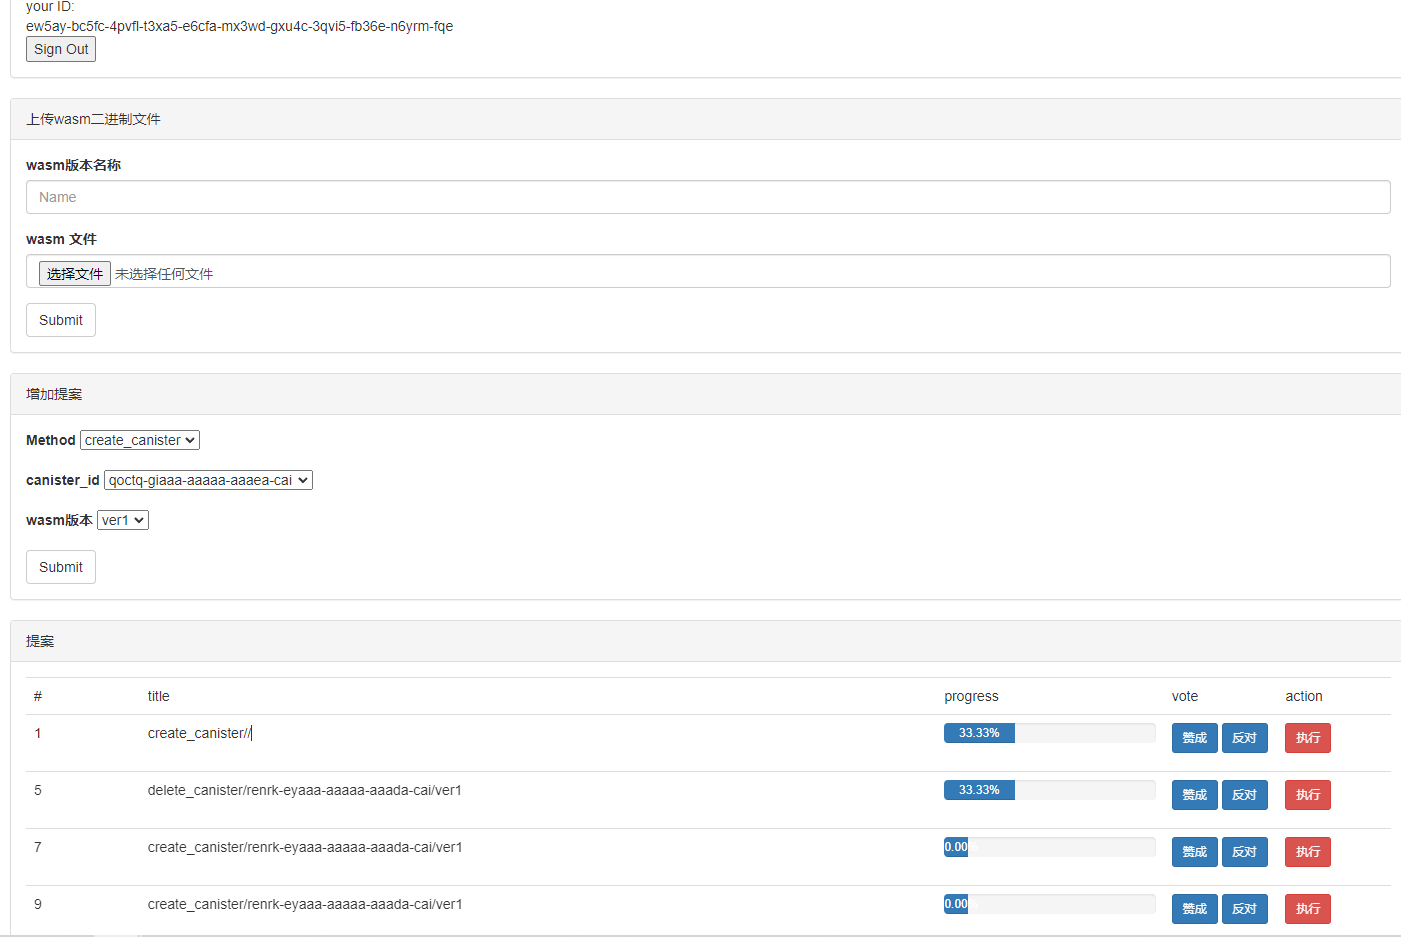 your ID:
ew5ay-bc5fc-4pvfl-t3xa5-e6cfa-mx3wd-gxu4c-3qvi5-fb36e-n6yrm-fqe
Sign Out
上传wasm二进制文件
wasm版本名称
Name
wasm 文件
选择文件 未选择任何文件
Submit
增加提案
Method create_canister
canister_id qoctq-giaaa-aaaaa-aaaea-cai
wasm版本 ver1
Submit
提案
# title progress vote action
1 create_canister// 33.33% 赞成 反对 执行
5 delete_canister/renrk-eyaaa-aaaaa-aaada-cai/ver1 33.33% 赞成 反对 执行
7 create_canister/renrk-eyaaa-aaaaa-aaada-cai/ver1 0.00% 赞成 反对 执行
9 create_canister/renrk-eyaaa-aaaaa-aaada-cai/ver1 0.00% 赞成 反对 执行